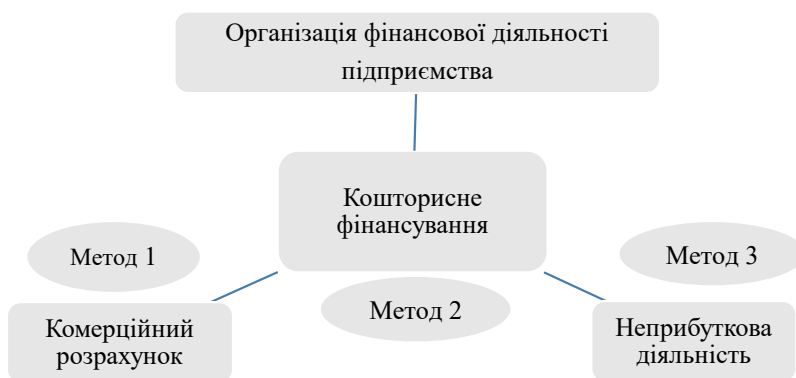 Організація фінансової діяльності
підприємства
Кошторисне
фінансування
Метод 1
Метод 3
Метод 2
Комерційний
розрахунок
Неприбуткова
діяльність